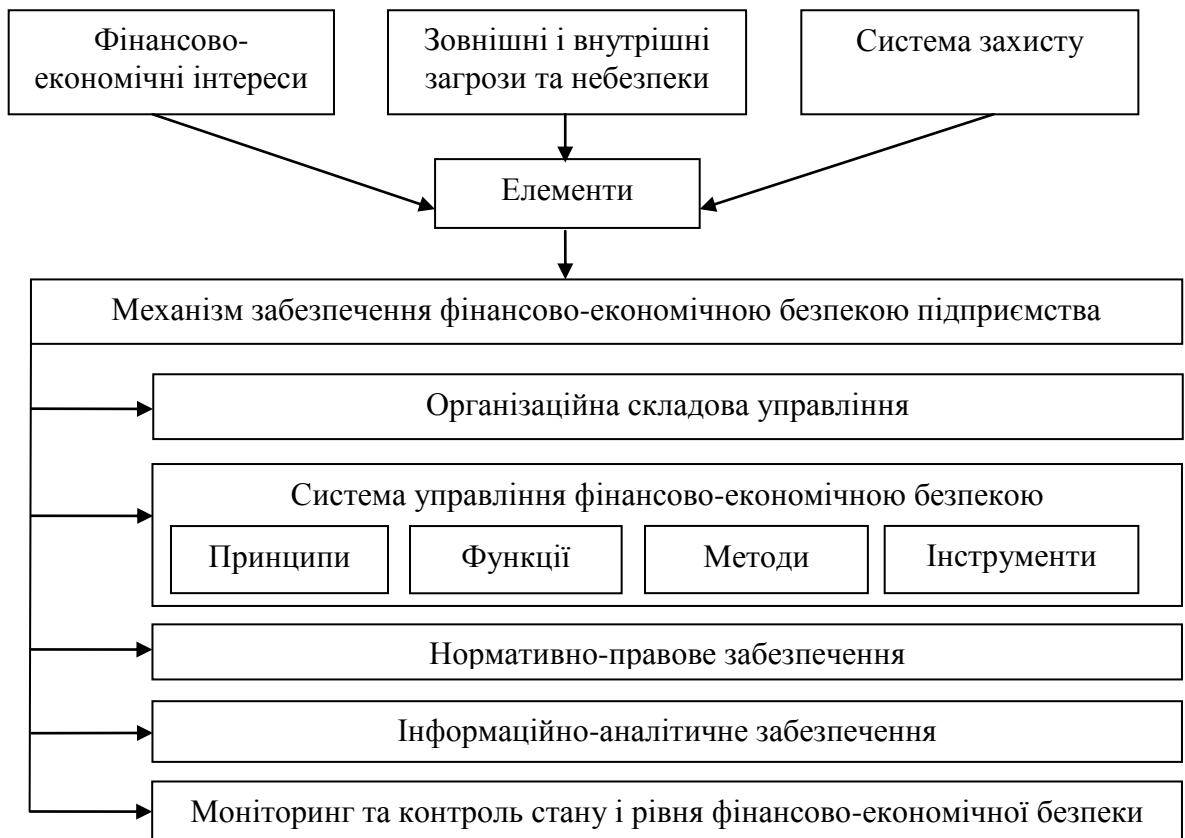 Фінансово-
економічні інтереси
Зовнішні і внутрішні
загрози та небезпеки
Система захисту
Елементи
Механізм забезпечення фінансово-економічною безпекою підприємства
Організаційна складова управління
Система управління фінансово-економічною безпекою
Принципи
Функції
Методи
Інструменти
Нормативно-правове забезпечення
Інформаційно-аналітичне забезпечення
Моніторинг та контроль стану і рівня фінансово-економічної безпеки